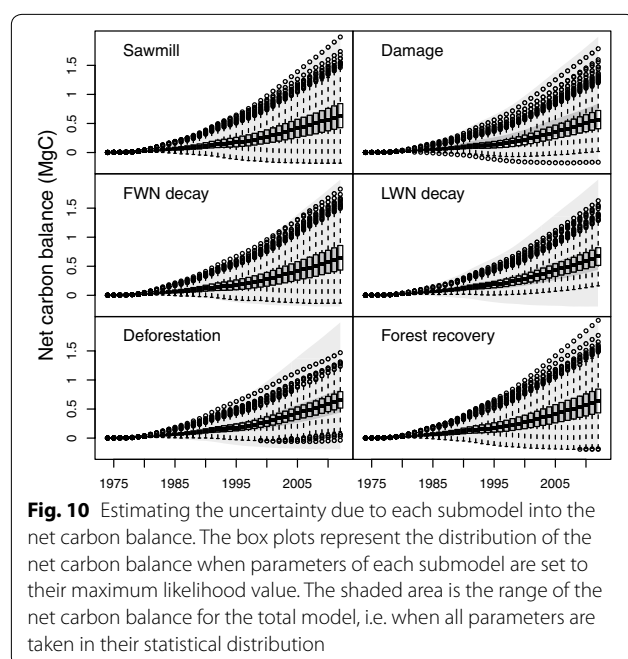 Sawmill
Damage
FWN decay
LWN decay
Deforestation
Forest recovery
Net carbon balance (MgC)
0 0.5 1 1.5
0 0.5 1 1.5
0 0.5 1 1.5
1975 1985 1995 2005
1975 1985 1995 2005
Fig. 10 Estimating the uncertainty due to each submodel into the
net carbon balance. The box plots represent the distribution of the
net carbon balance when parameters of each submodel are set to
their maximum likelihood value. The shaded area is the range of the
net carbon balance for the total model, i.e. when all parameters are
taken in their statistical distribution